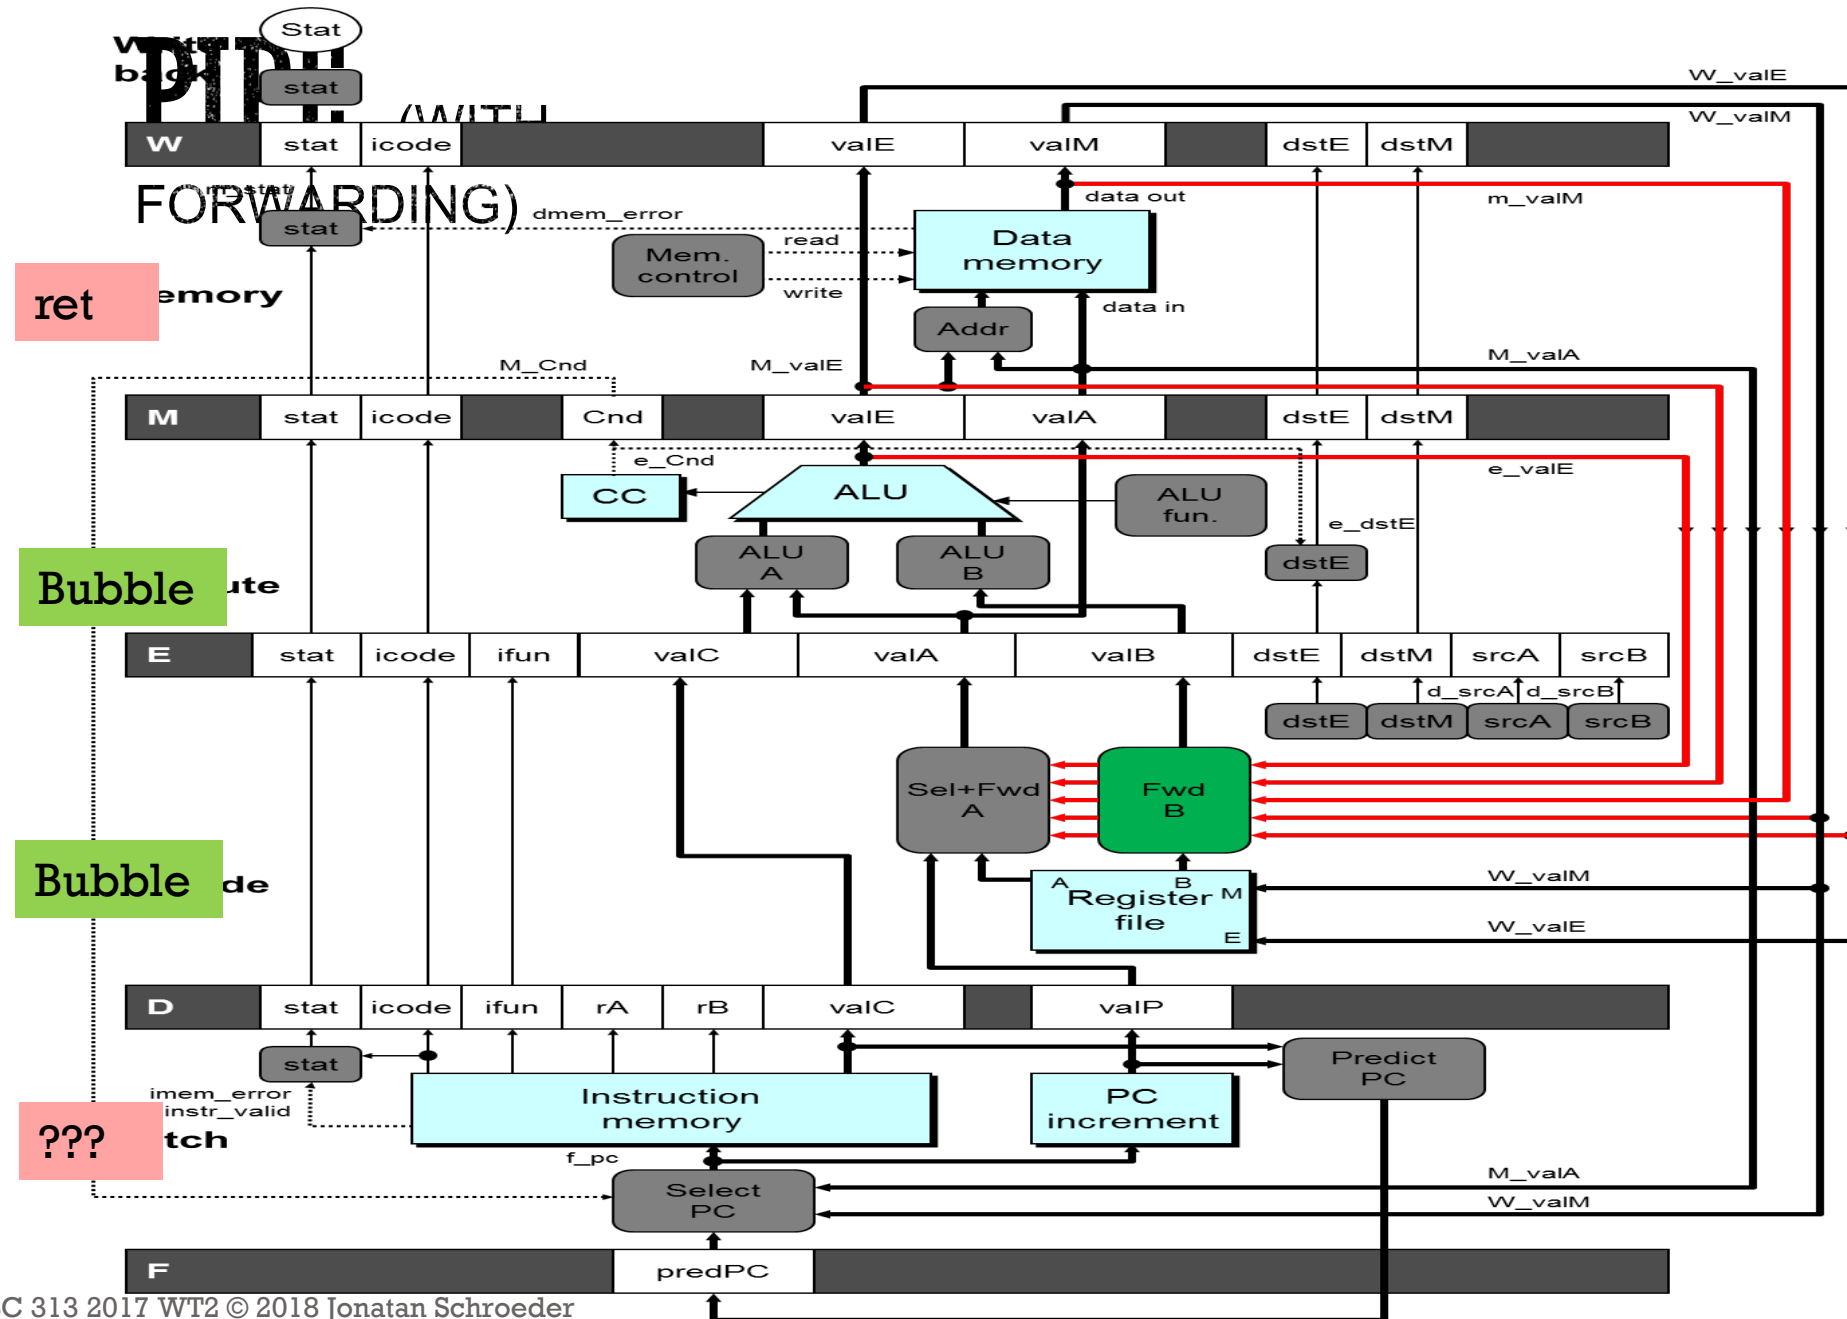 Stat
stat
PIPE (WITH
FORWARDING)
W_valE
W_valM
W stat icode valE valM dstE dstM
m_stat
data out
m_valM
dmem_error
stat
read
Mem.
control
Data
memory
write
data in
ret
emory
Addr
M_Cnd
M_valE
M_valA
M stat icode Cnd valE valA dstE dstM
e_Cnd
e_valE
CC
ALU
ALU
fun.
e_dstE
ALU
A
ALU
B
dstE
Bubble
ute
E stat icode ifun valC valA valB dstE dstM srcA srcB
d_srcA d_srcB
dstE dstM srcA srcB
Sel+Fwd
A
Fwd
B
Bubble
de
A B M
Register
file
E
W_valM
W_valE
D stat icode ifun rA rB valC valP
stat
Predict
PC
imem_error
instr_valid
Instruction
memory
PC
increment
???
tch
f_pc
Select
PC
M_valA
W_valM
F predPC
SC 313 2017 WT2 © 2018 Jonatan Schroeder